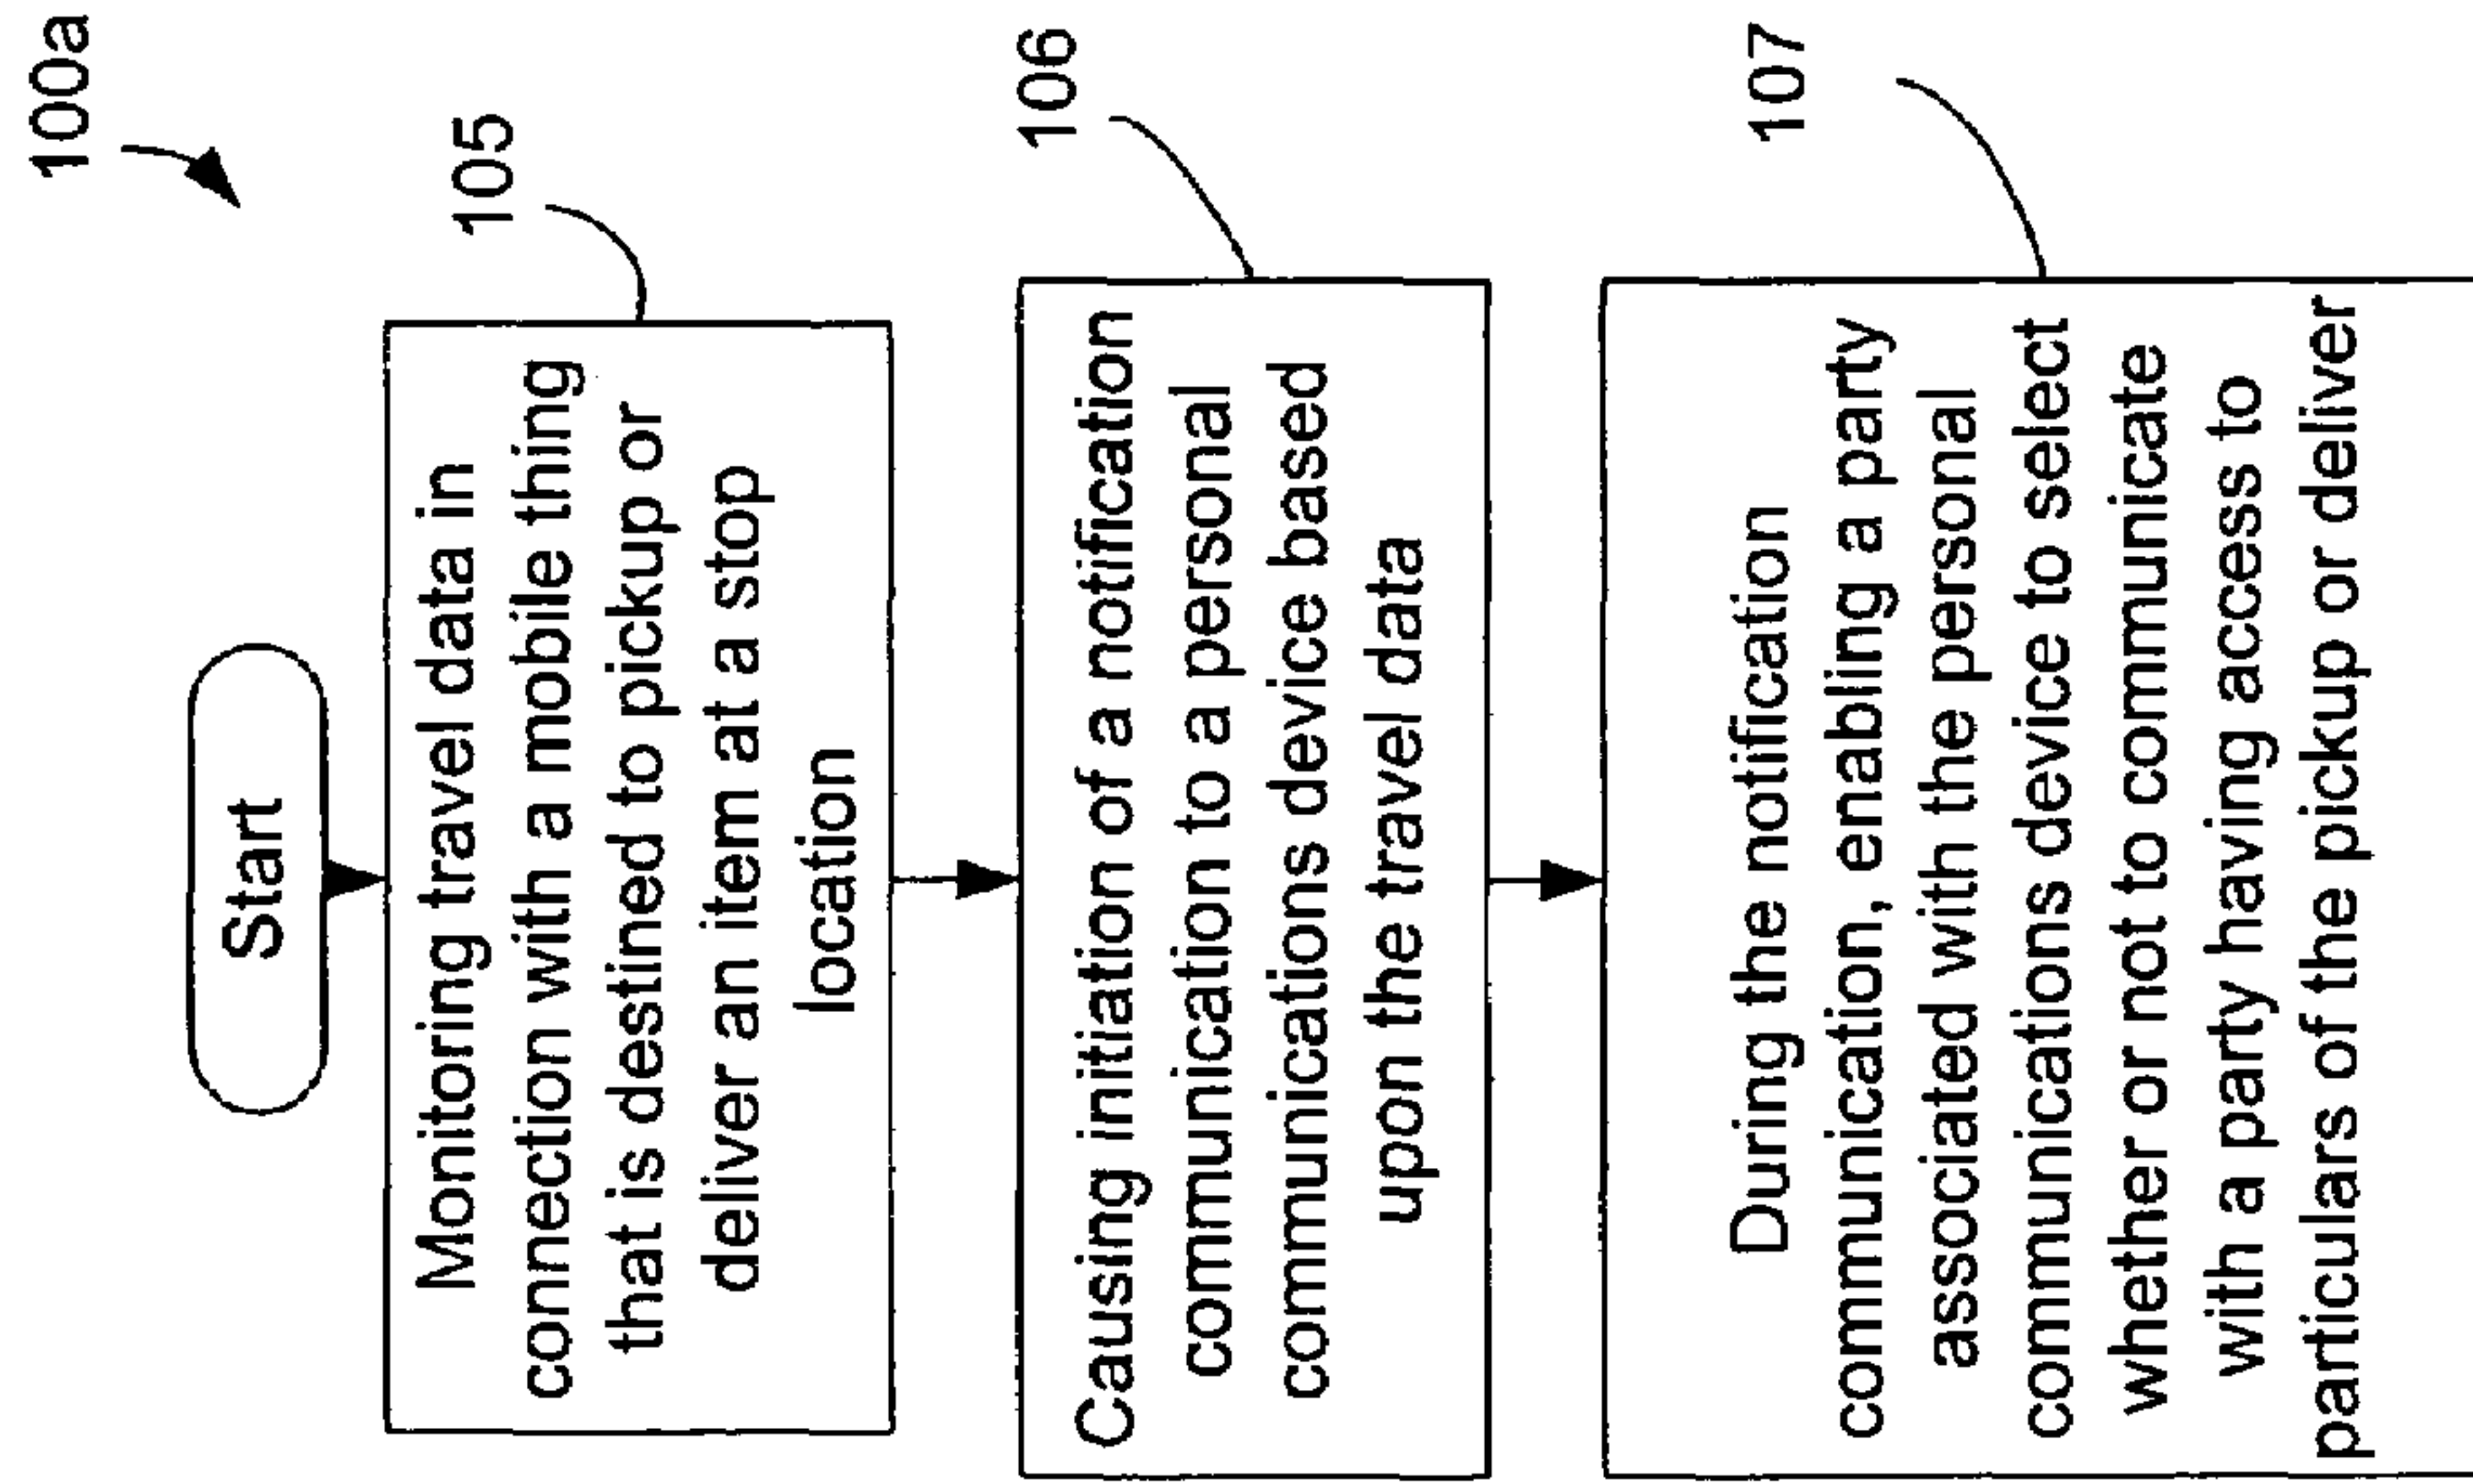 100a
Start
105
Monitoring travel data in
connection with a mobile thing
that is destined to pickup or
deliver an item at a stop
location
106
Causing initiation of a notification
communication to a personal
communications device based
upon the travel data
107
During the notification
communication, enabling a party
associated with the personal
communications device to select
whether or not to communicate
with a party having access to
particulars of the pickup or deliver